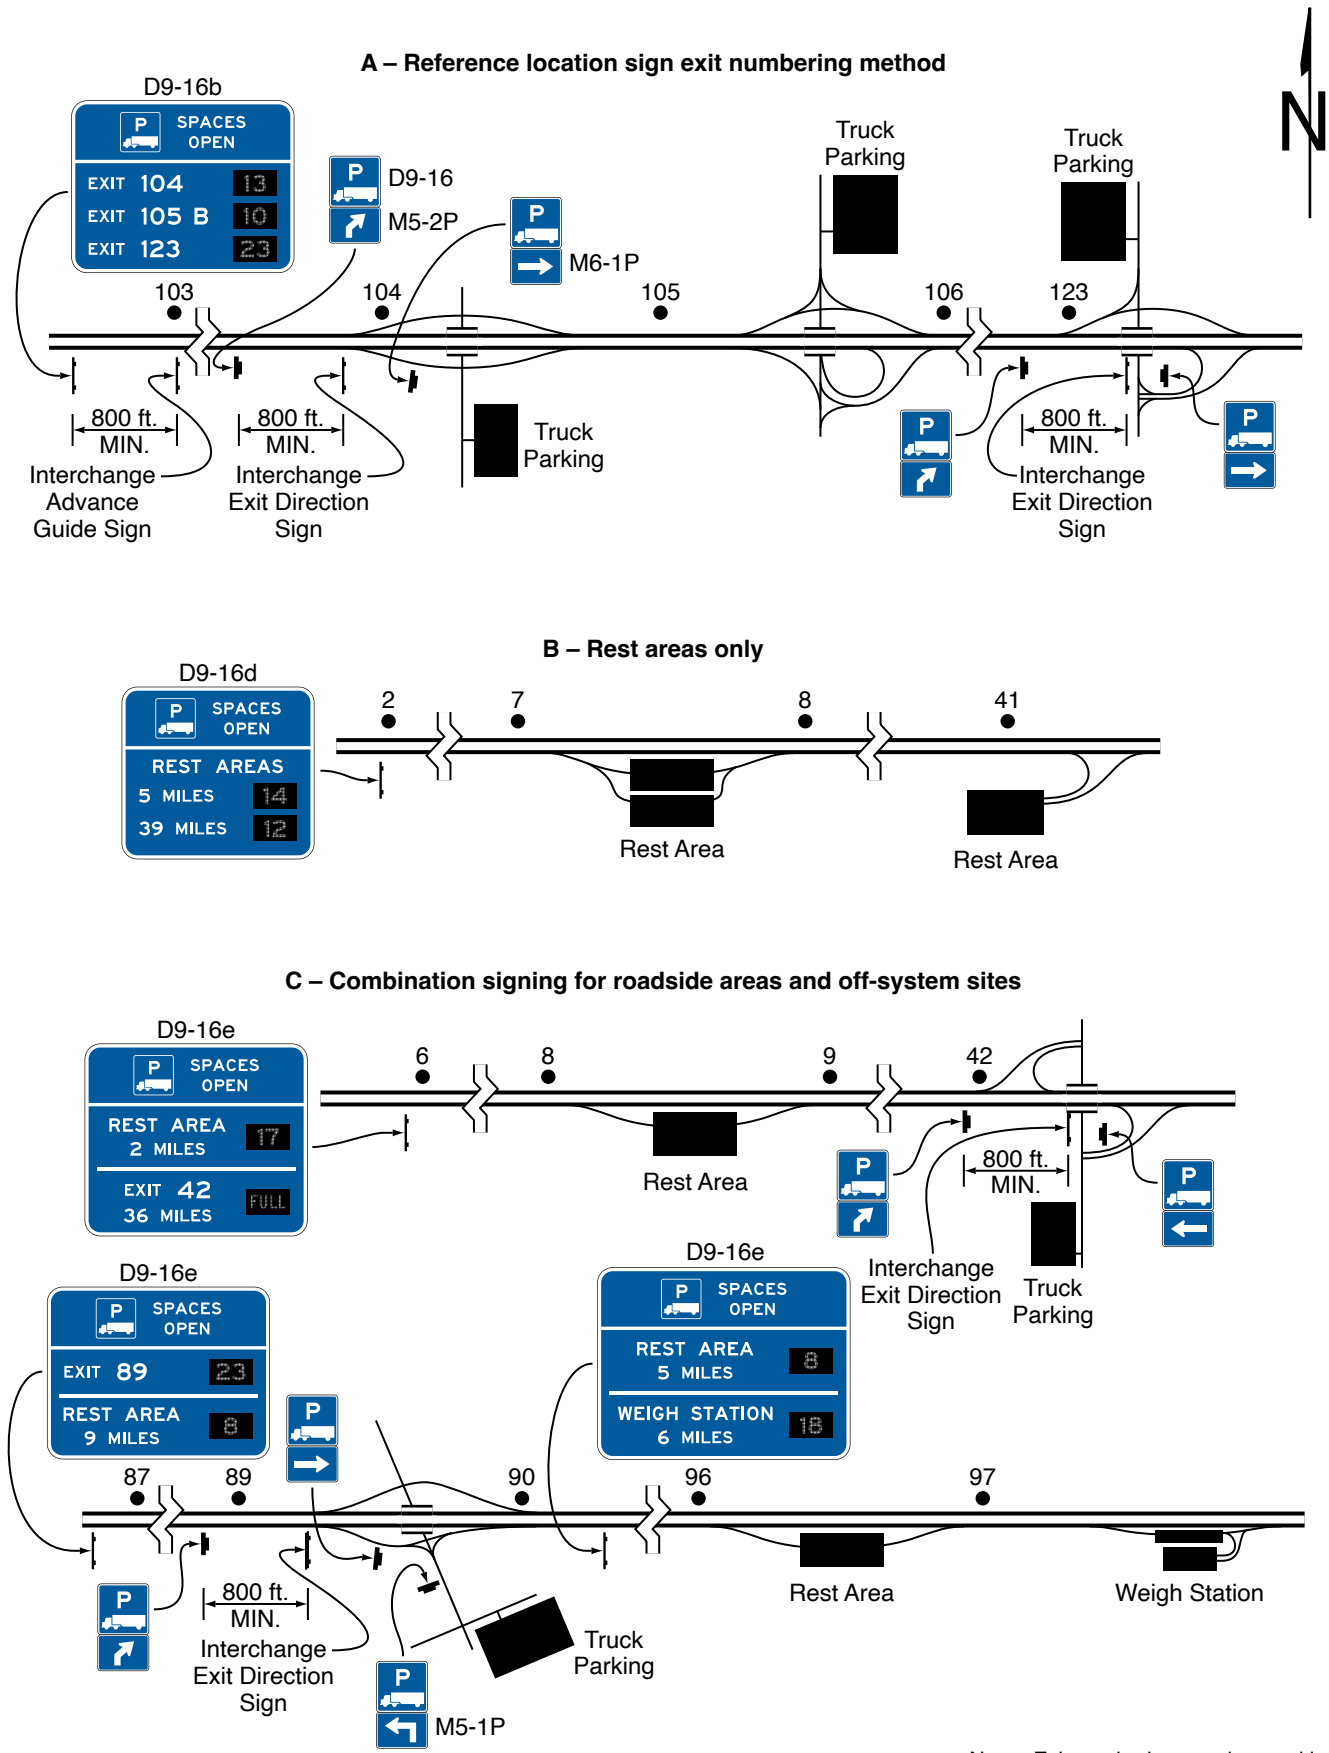 A – Reference location sign exit numbering method
N
D9-16b
P SPACES
OPEN
EXIT 104 13
EXIT 105 B 10
EXIT 123 23
P
D9-16
M5-2P
P
M6-1P
Truck
Parking
Truck
Parking
103
104
105
106
123
800 ft.
MIN.
800 ft.
MIN.
Interchange
Advance
Guide Sign
Interchange
Exit Direction
Sign
Truck
Parking
P
800 ft.
MIN.
Interchange
Exit Direction
Sign
P
B – Rest areas only
D9-16d
P SPACES
OPEN
REST AREAS
5 MILES 14
39 MILES 12
2
7
8
41
Rest Area
Rest Area
C – Combination signing for roadside areas and off-system sites
D9-16e
P SPACES
OPEN
REST AREA
2 MILES 17
EXIT 42
36 MILES FULL
6
8
9
42
Rest Area
P
800 ft.
MIN.
P
Interchange
Exit Direction
Sign
Truck
Parking
D9-16e
P SPACES
OPEN
EXIT 89 23
REST AREA
9 MILES 8
P
D9-16e
P SPACES
OPEN
REST AREA
5 MILES 8
WEIGH STATION
6 MILES 18
87
89
90
96
97
P
800 ft.
MIN.
Interchange
Exit Direction
Sign
P
M5-1P
Truck
Parking
Rest Area
Weigh Station